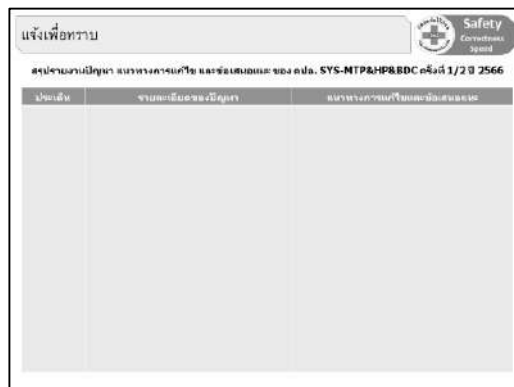 แจ้งเพื่อทราบ
Safety
Correctness
Speed
สรุปรายงานปัญหา แนวทางการแก้ไข และข้อเสนอแนะ ของ คปอ. SYS-MTP&HP&BDC ครั้งที่ 1/2 ปี 2566
ประเด็น รายละเอียดของปัญหา แนวทางการแก้ไขและข้อเสนอแนะ